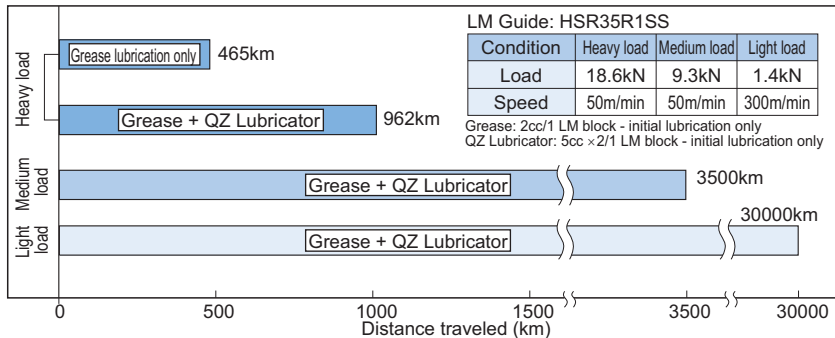 LM Guide: HSR35R1SS
Condition Heavy load Medium load Light load
Load 18.6kN 9.3kN 1.4kN
Speed 50m/min 50m/min 300m/min
Grease: 2cc/1 LM block - initial lubrication only
QZ Lubricator: 5cc ×2/1 LM block - initial lubrication only
Heavy load
Grease lubrication only 465km
Grease + QZ Lubricator 962km
Medium
load
Grease + QZ Lubricator 3500km
Light
load
Grease + QZ Lubricator 30000km
0 500 1000 1500 3500 30000
Distance traveled (km)